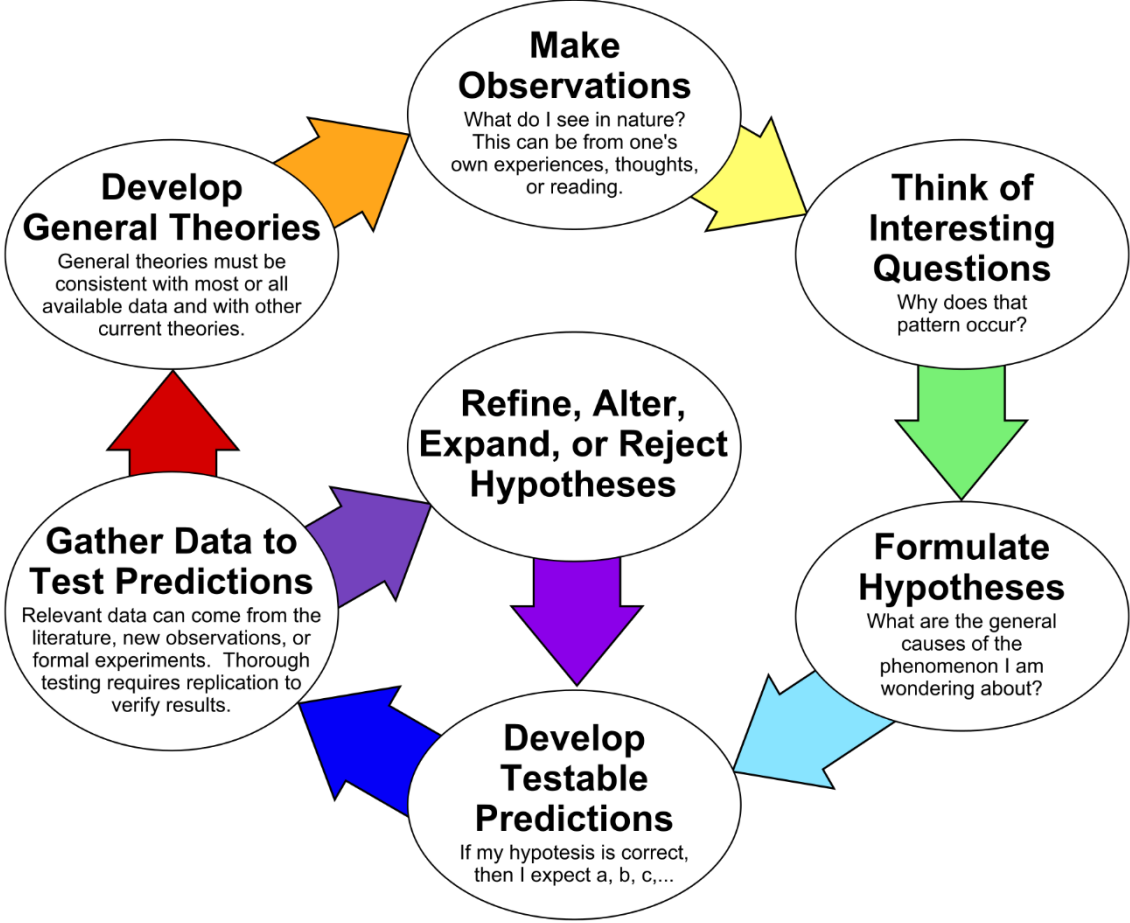 Make
Observations
What do I see in nature?
This can be from one's
own experiences, thoughts,
or reading.
Think of
Interesting
Questions
Why does that
pattern occur?
Formulate
Hypotheses
What are the general
causes of the
phenomenon I am
wondering about?
Develop
Testable
Predictions
If my hypotesis is correct,
then I expect a, b, c,...
Gather Data to
Test Predictions
Relevant data can come from the
literature, new observations, or
formal experiments.  Thorough
testing requires replication to
verify results.
Refine, Alter,
Expand, or Reject
Hypotheses
Develop
General Theories
General theories must be
consistent with most or all
available data and with other
current theories.